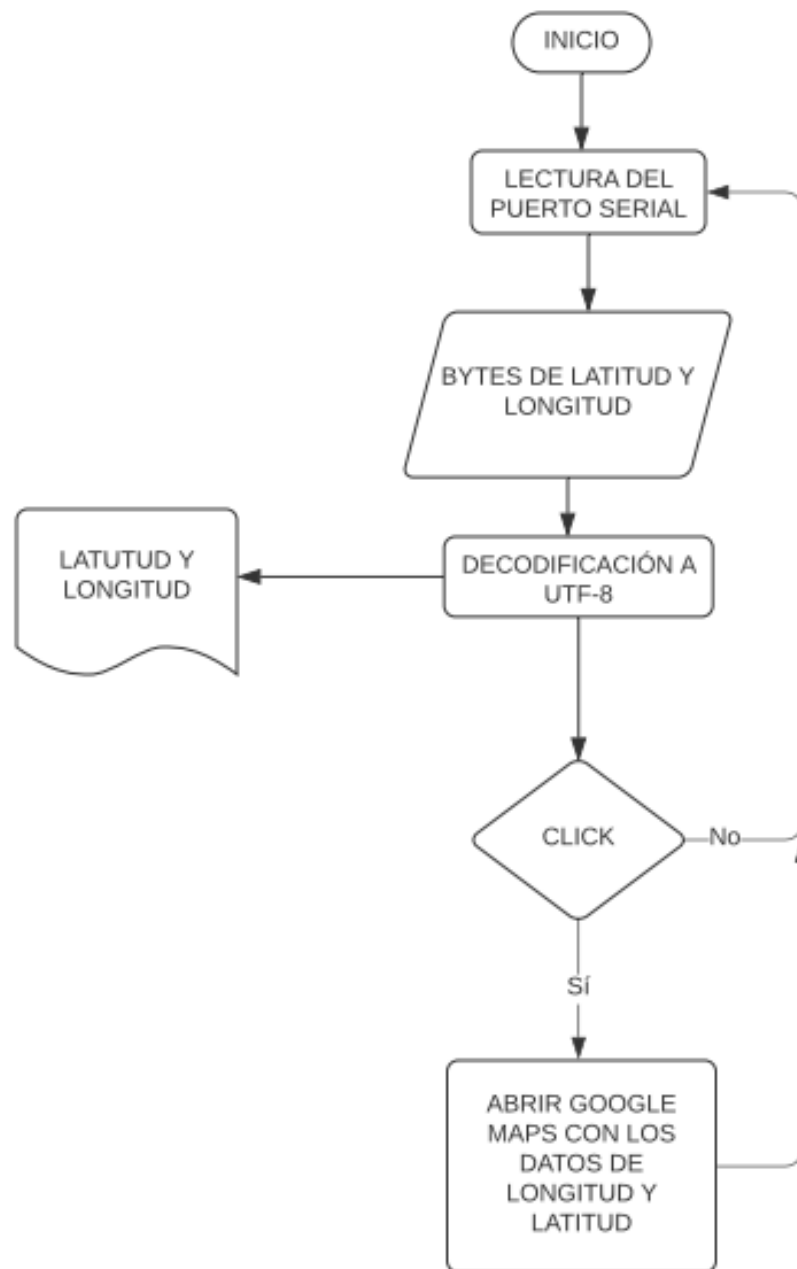 INICIO
LECTURA DEL
PUERTO SERIAL
BYTES DE LATITUD Y
LONGITUD
LATUTUD Y
LONGITUD
DECODIFICACIÓN A
UTF-8
CLICK
No
Sí
ABRIR GOOGLE
MAPS CON LOS
DATOS DE
LONGITUD Y
LATITUD